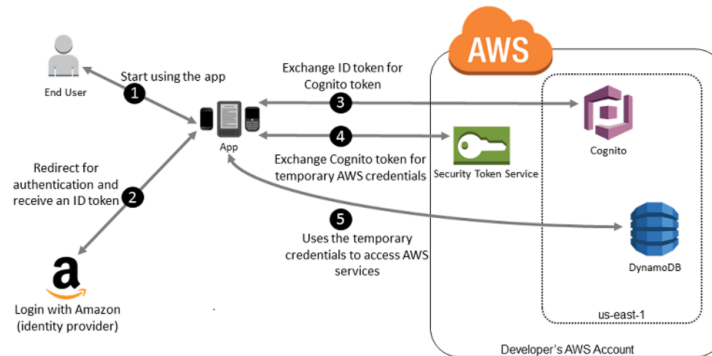 AWS
End User
Start using the app
1
Exchange ID token for
Cognito token
3
Cognito
App
4
Exchange Cognito token for
temporary AWS credentials
Security Token Service
Redirect for
authentication and
receive an ID token
2
5
Uses the temporary
credentials to access AWS
services
DynamoDB
a
Login with Amazon
(identity provider)
us-east-1
Developer's AWS Account